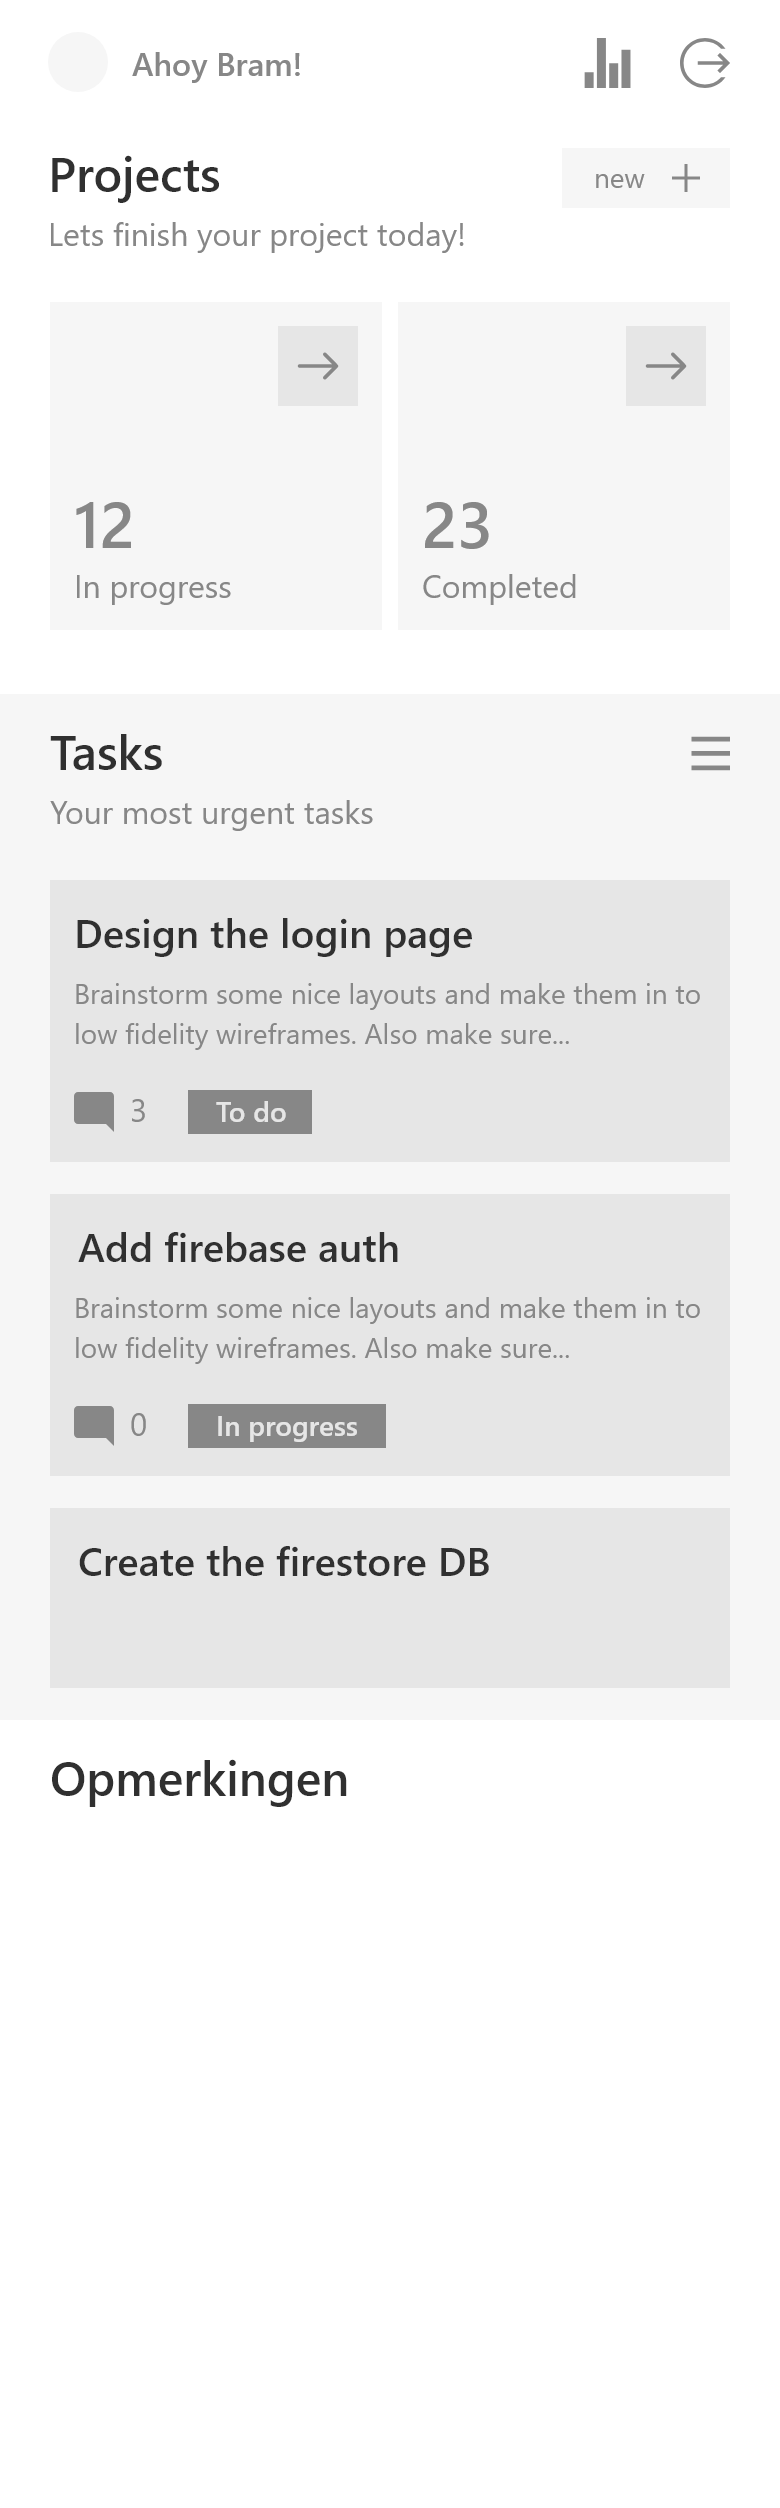 Ahoy Bram!
Projects
new
Lets finish your project today!
12
In progress
23
Completed
Tasks
Your most urgent tasks
Design the login page
Brainstorm some nice layouts and make them in to
low fidelity wireframes. Also make sure...
3
To do
Add firebase auth
Brainstorm some nice layouts and make them in to
low fidelity wireframes. Also make sure...
0
In progress
Create the firestore DB
Opmerkingen